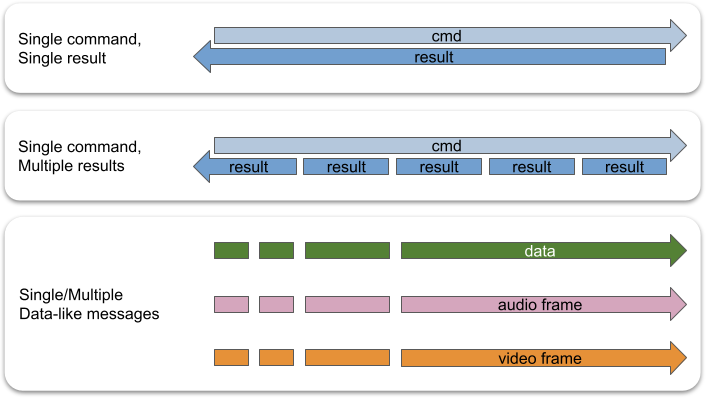 Single command,
Single result
cmd
result
Single command,
Multiple results
cmd
result result result result result
Single/Multiple
Data-like messages
data
audio frame
video frame